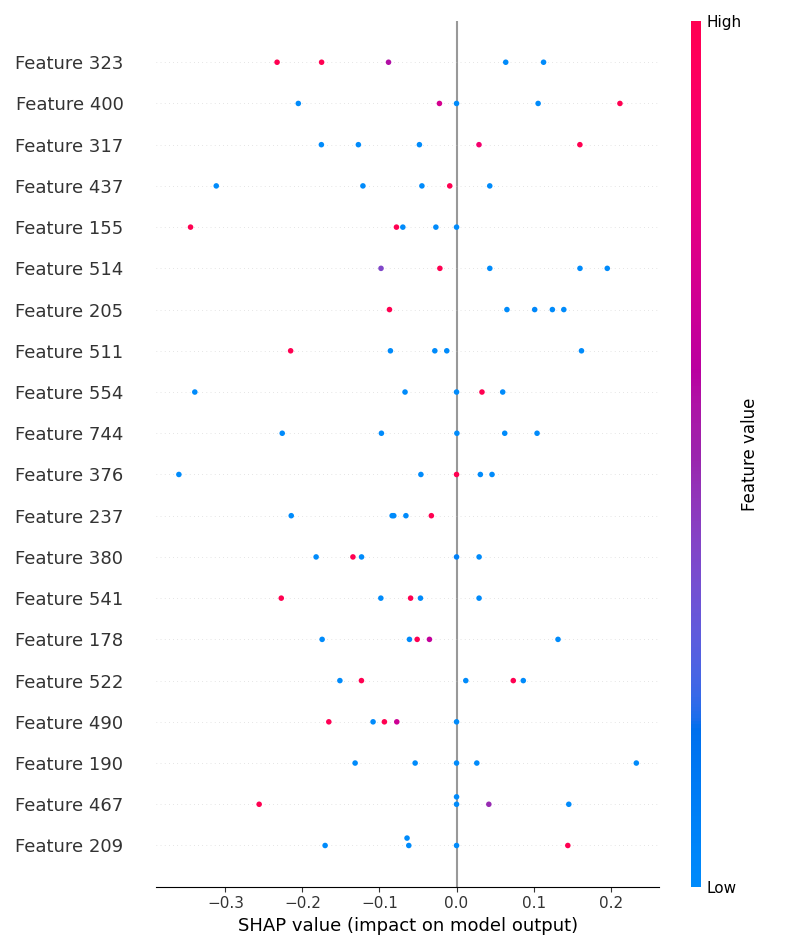 High
Feature 323
Feature 400
Feature 317
Feature 437
Feature 155
Feature 514
Feature 205
Feature 511
Feature 554
Feature 744
Feature 376
Feature 237
Feature 380
Feature 541
Feature 178
Feature 522
Feature 490
Feature 190
Feature 467
Feature 209
Feature value
Low
−0.3 −0.2 −0.1 0.0 0.1 0.2
SHAP value (impact on model output)